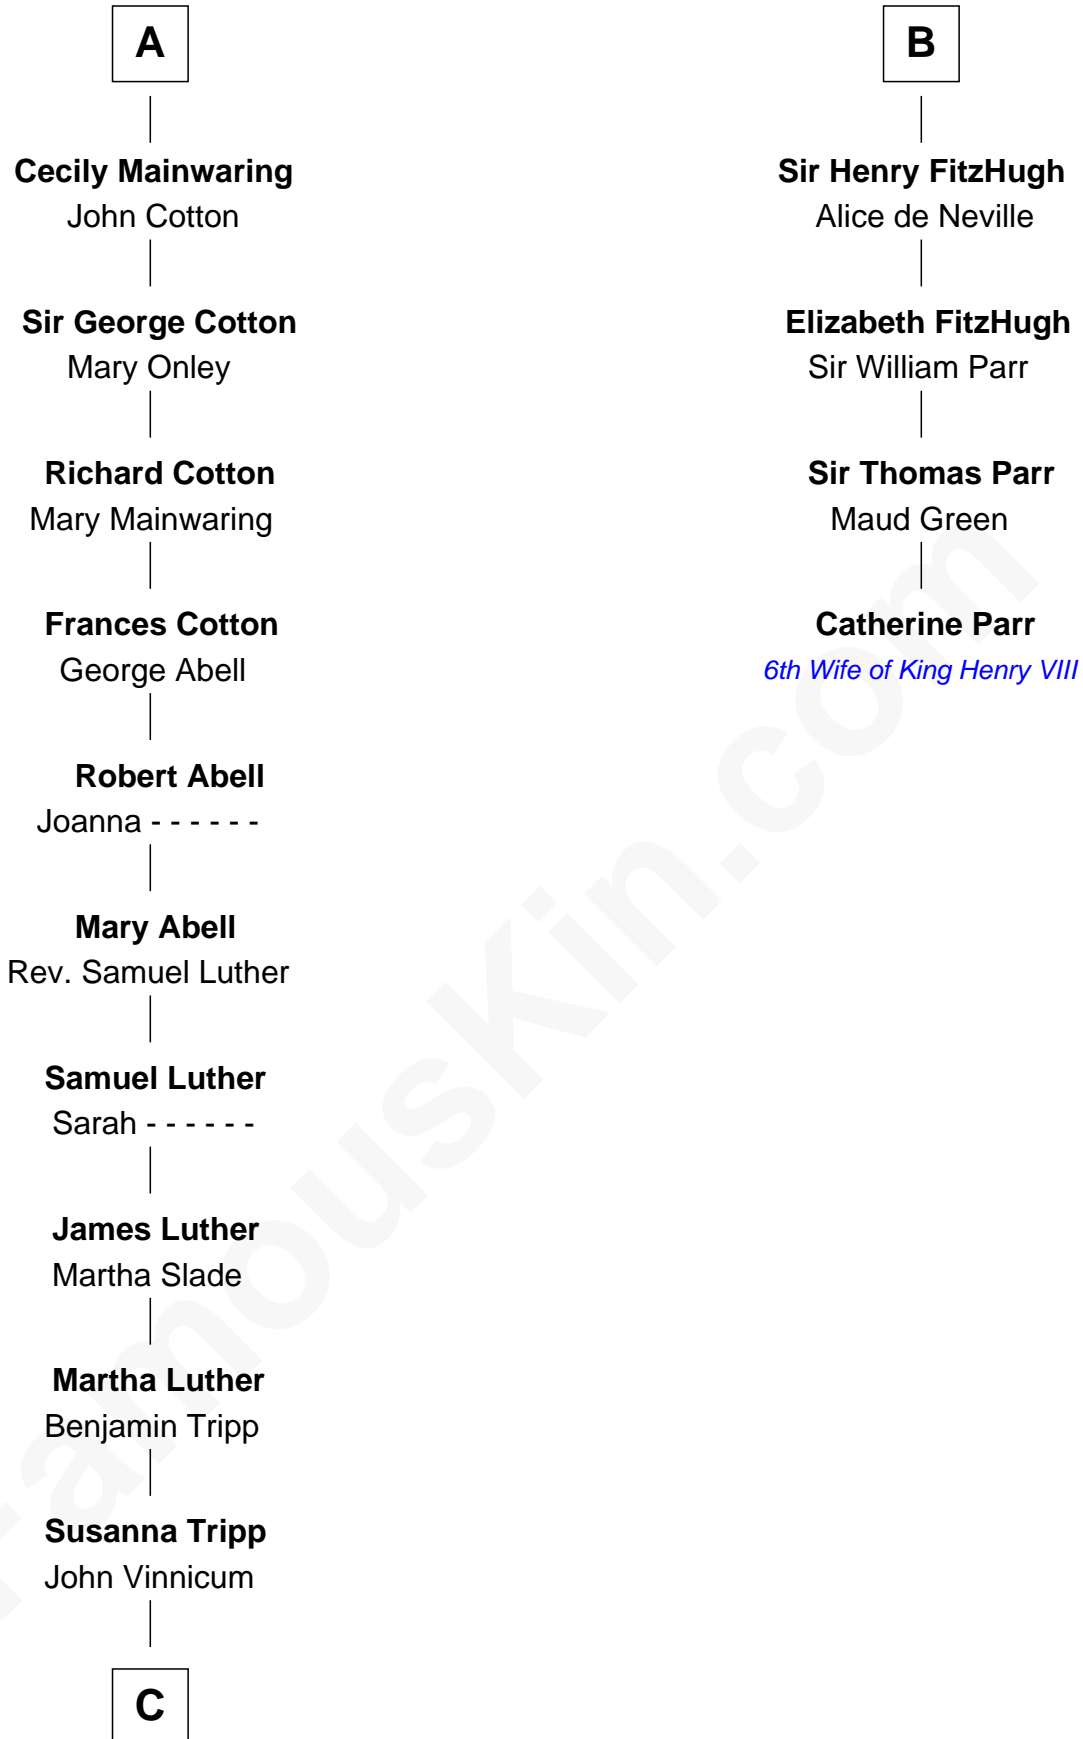 A
Cecily Mainwaring
John Cotton
Sir George Cotton
Mary Onley
Richard Cotton
Mary Mainwaring
Frances Cotton
George Abell
Robert Abell
Joanna - - - - - -
Mary Abell
Rev. Samuel Luther
Samuel Luther
Sarah - - - - - -
James Luther
Martha Slade
Martha Luther
Benjamin Tripp
Susanna Tripp
John Vinnicum
C
B
Sir Henry FitzHugh
Alice de Neville
Elizabeth FitzHugh
Sir William Parr
Sir Thomas Parr
Maud Green
Catherine Parr
6th Wife of King Henry VIII
FamousKin.com